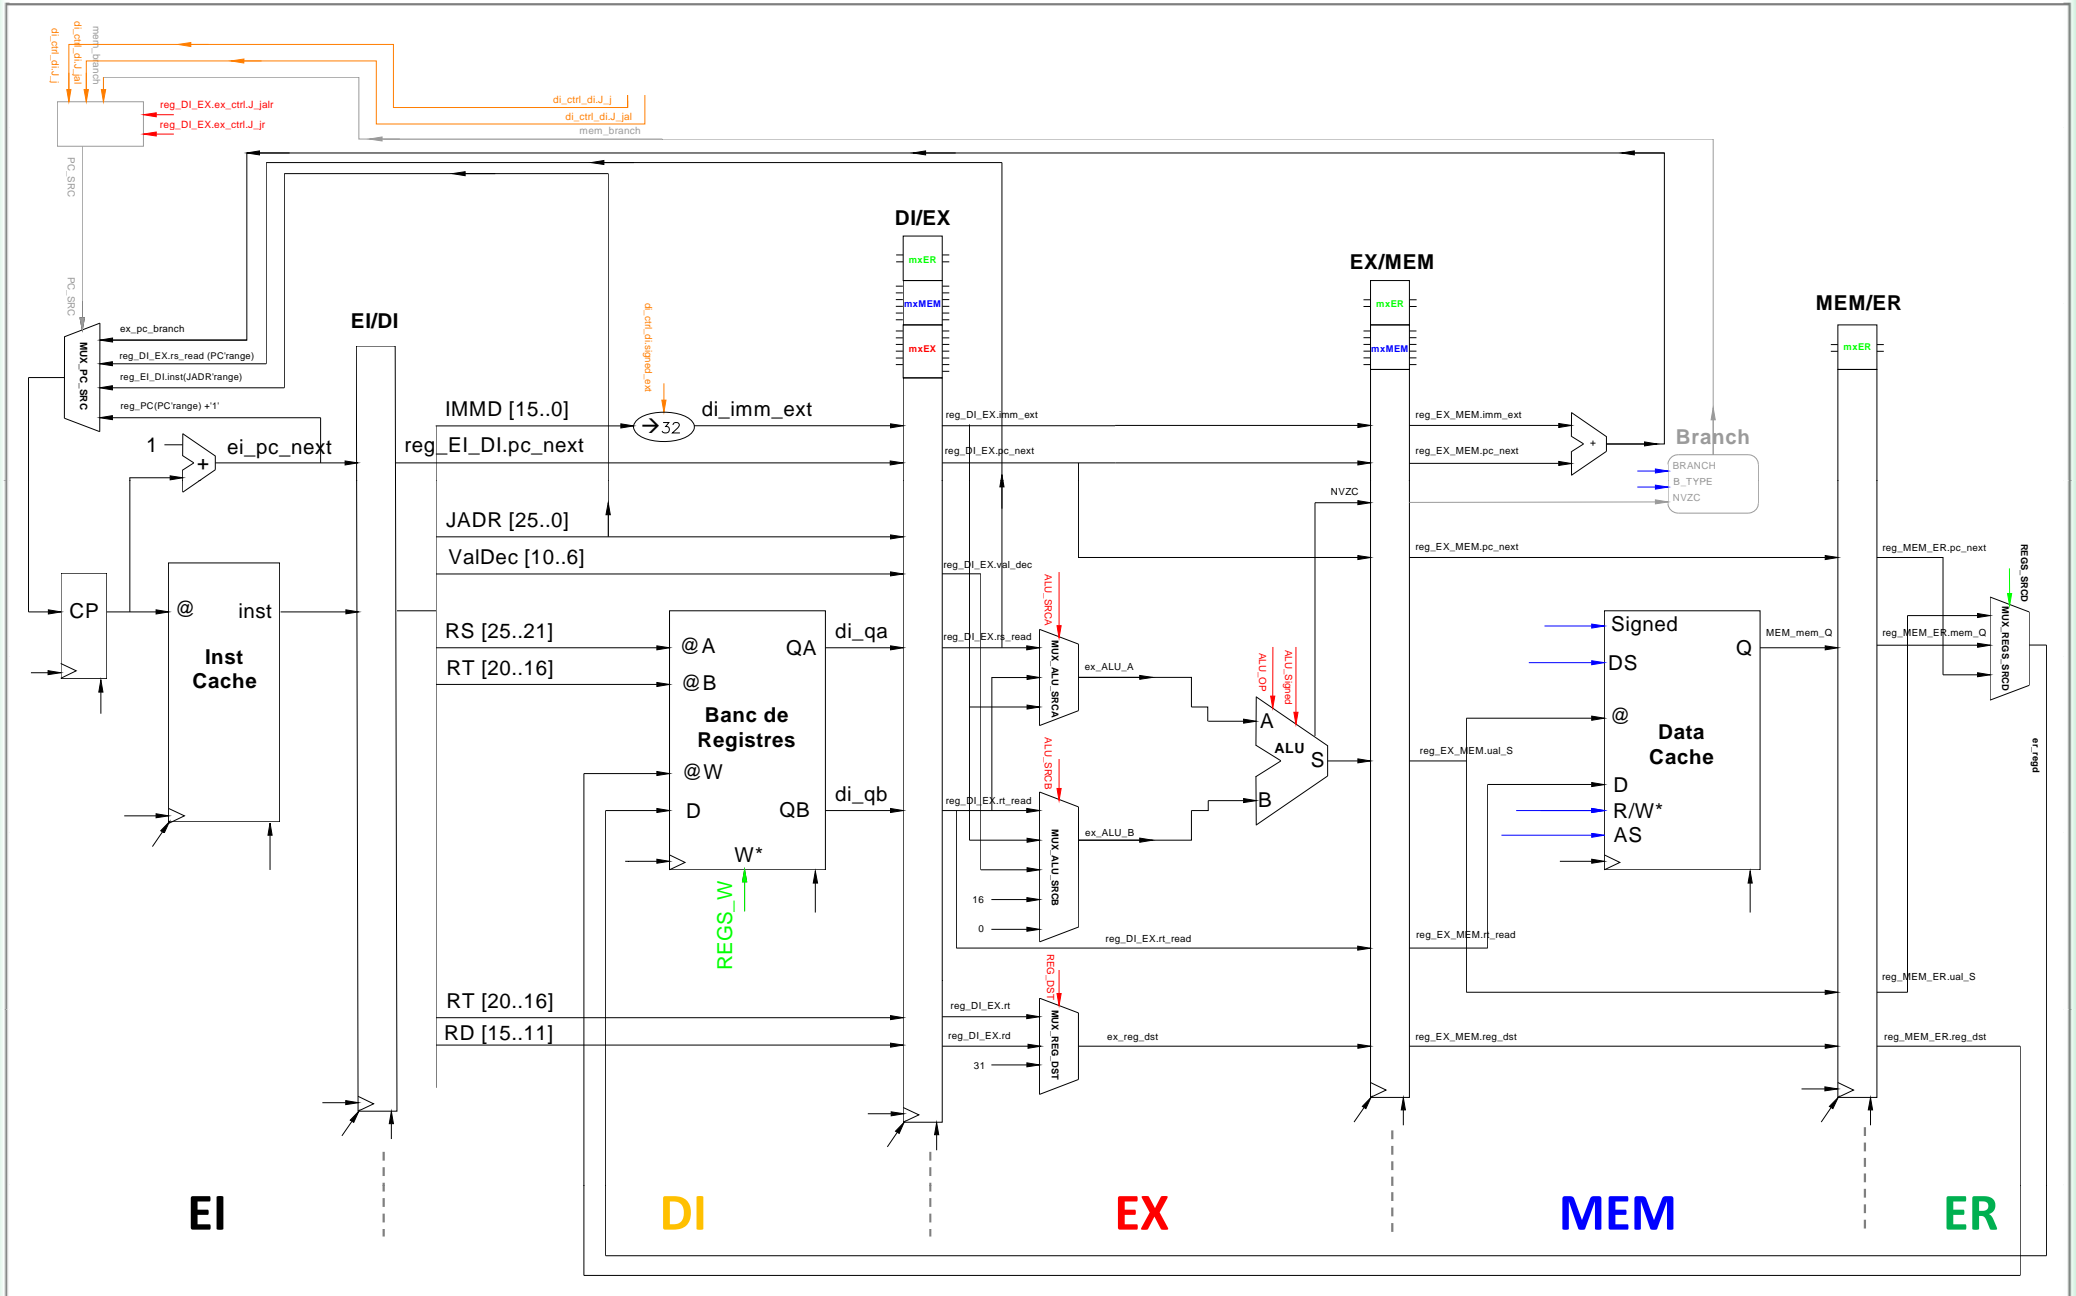 di_ctrl_di.J_j
di_ctrl_di.J_jal
mem_branch
di_ctrl_di.J_j
di_ctrl_di.J_jal
mem_branch
reg_DI_EX.ex_ctrl.J_jalr
reg_DI_EX.ex_ctrl.J_jr
PC_SRC
PC_SRC
MUX_PC_SRC
ex_pc_branch
reg_DI_EX.rs_read (PC'range)
reg_EI_DI.inst(JADR'range)
reg_PC(PC'range) +'1'
1
+
ei_pc_next
CP
@
inst
Inst
Cache
EI/DI
reg_EI_DI.pc_next
IMMD [15..0]
di_ctrl_di.signed_ext
→32
di_imm_ext
JADR [25..0]
ValDec [10..6]
RS [25..21]
RT [20..16]
@A
QA
@B
Banc de
Registres
@W
D
QB
W*
REGS_W
di_qa
di_qb
RT [20..16]
RD [15..11]
DI/EX
mxER
mxMEM
mxEX
reg_DI_EX.imm_ext
reg_DI_EX.pc_next
reg_DI_EX.val_dec
reg_DI_EX.rs_read
reg_DI_EX.rt_read
reg_DI_EX.rt_read
reg_DI_EX.rt
reg_DI_EX.rd
31
16
0
ALU_SRCA
MUX_ALU_SRCA
ALU_SRCB
MUX_ALU_SRCB
REG_DST
MUX_REG_DST
ex_ALU_A
ex_ALU_B
ex_reg_dst
ALU_OP
ALU_Signed
A
ALU
S
B
NVZC
EX/MEM
mxER
mxMEM
reg_EX_MEM.imm_ext
reg_EX_MEM.pc_next
reg_EX_MEM.pc_next
reg_EX_MEM.ual_S
reg_EX_MEM.rt_read
reg_EX_MEM.reg_dst
+
Branch
BRANCH
B_TYPE
NVZC
Signed
DS
Q
@
Data
Cache
D
R/W*
AS
MEM_mem_Q
MEM/ER
mxER
reg_MEM_ER.pc_next
reg_MEM_ER.mem_Q
reg_MEM_ER.ual_S
reg_MEM_ER.reg_dst
REGS_SRCD
MUX_REGS_SRCD
er_regd
EI
DI
EX
MEM
ER